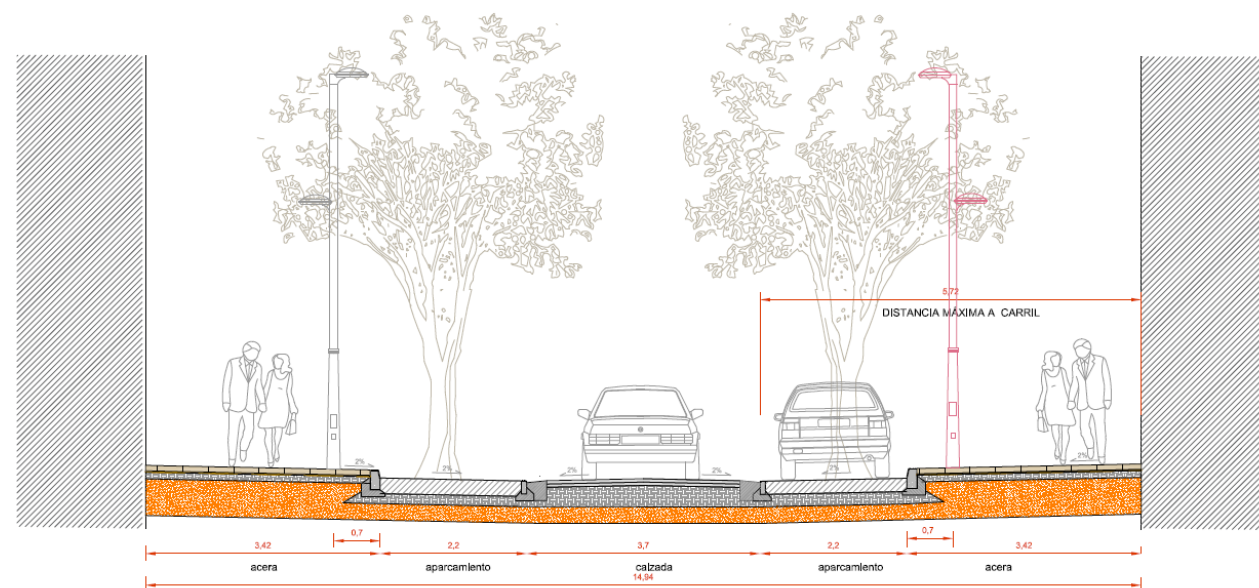 5,72
DISTANCIA MÁXIMA A CARRIL
2% 2% 2% 2% 2% 2%
0,7 0,7
3,42 2,2 3,7 2,2 3,42
acera aparcamiento calzada aparcamiento acera
14,94